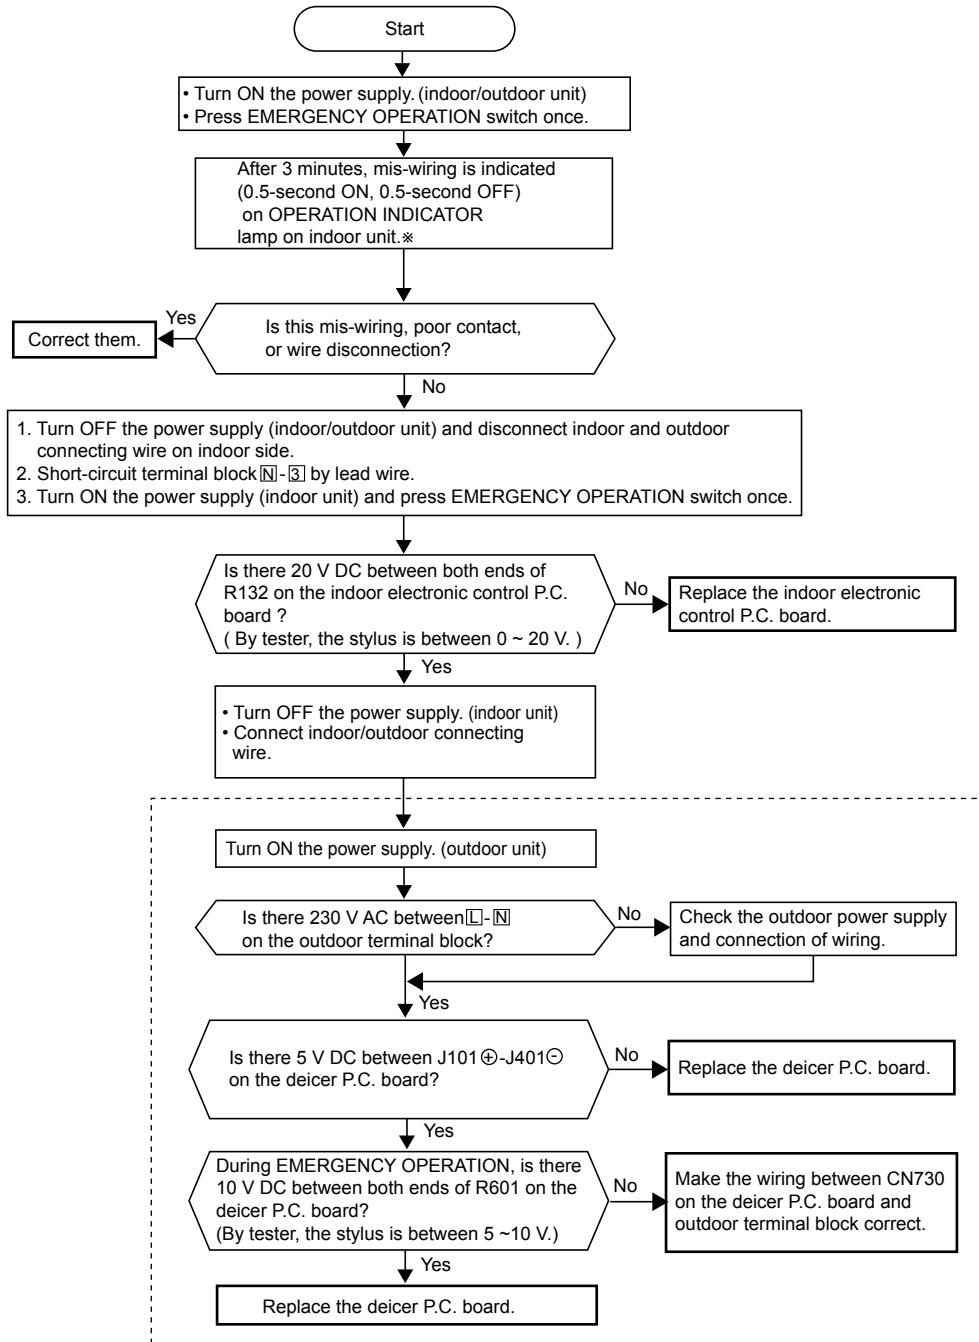 Start
• Turn ON the power supply. (indoor/outdoor unit)
• Press EMERGENCY OPERATION switch once.
After 3 minutes, mis-wiring is indicated
(0.5-second ON, 0.5-second OFF)
on OPERATION INDICATOR
lamp on indoor unit.※
Is this mis-wiring, poor contact,
or wire disconnection?
Yes
Correct them.
No
1. Turn OFF the power supply (indoor/outdoor unit) and disconnect indoor and outdoor
connecting wire on indoor side.
2. Short-circuit terminal block N - 3 by lead wire.
3. Turn ON the power supply (indoor unit) and press EMERGENCY OPERATION switch once.
Is there 20 V DC between both ends of
R132 on the indoor electronic control P.C.
board ?
( By tester, the stylus is between 0 ~ 20 V. )
No
Replace the indoor electronic
control P.C. board.
Yes
• Turn OFF the power supply. (indoor unit)
• Connect indoor/outdoor connecting
wire.
Turn ON the power supply. (outdoor unit)
Is there 230 V AC between L - N
on the outdoor terminal block?
No
Check the outdoor power supply
and connection of wiring.
Yes
Is there 5 V DC between J101 ⊕-J401 ⊖
on the deicer P.C. board?
No
Replace the deicer P.C. board.
Yes
During EMERGENCY OPERATION, is there
10 V DC between both ends of R601 on the
deicer P.C. board?
(By tester, the stylus is between 5 ~10 V.)
No
Make the wiring between CN730
on the deicer P.C. board and
outdoor terminal block correct.
Yes
Replace the deicer P.C. board.